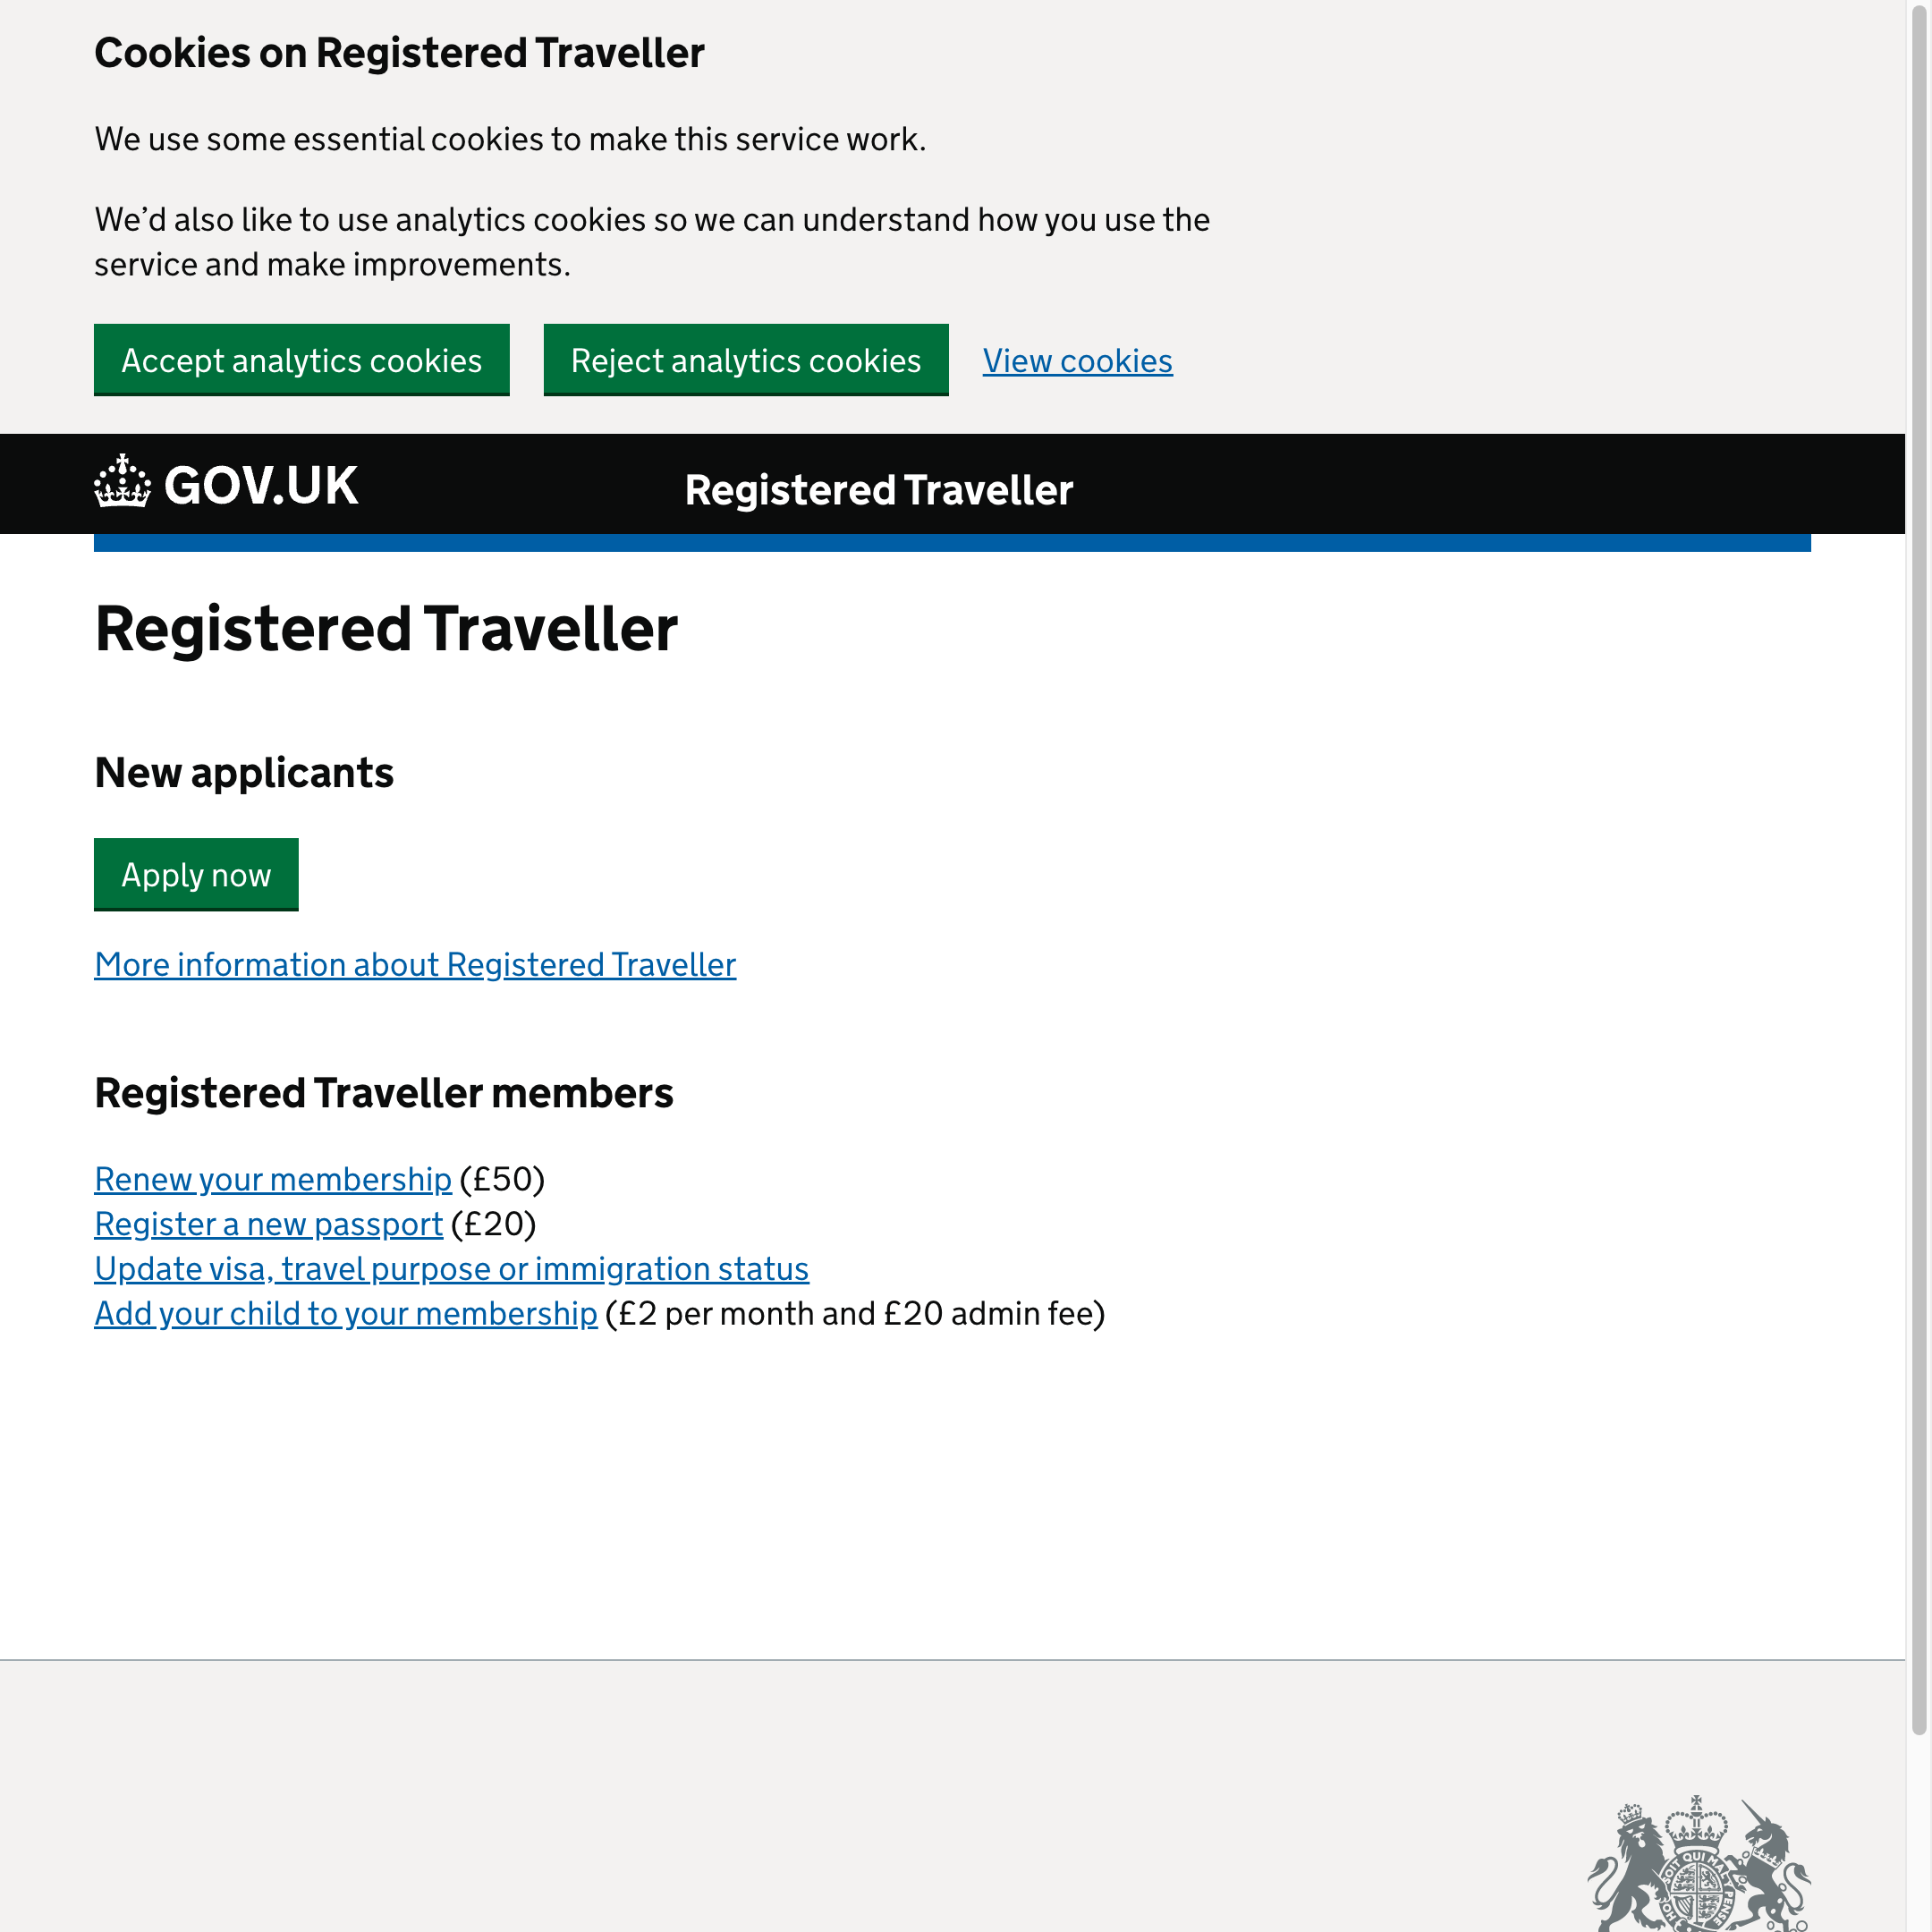 Cookies on Registered Traveller
We use some essential cookies to make this service work.
We’d also like to use analytics cookies so we can understand how you use the
service and make improvements.
Accept analytics cookies
Reject analytics cookies
View cookies
GOV.UK
Registered Traveller
Registered Traveller
New applicants
Apply now
More information about Registered Traveller
Registered Traveller members
Renew your membership (£50)
Register a new passport (£20)
Update visa, travel purpose or immigration status
Add your child to your membership (£2 per month and £20 admin fee)
SOIT QUI MAL